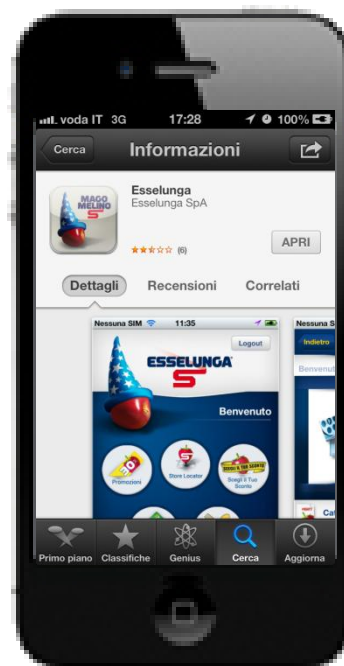 voda IT 3G 17:28 100%
Cerca Informazioni
MAGO
MELINO
Esselunga
Esselunga SpA
(6)
APRI
Dettagli Recensioni Correlati
Nessuna SIM 11:35
Logout
Indietro
ESSELUNGA
Benvenuto
Promozioni
Store Locator
Scegli il Tuo
Sconto
Primo piano Classifiche Genius Cerca Aggiorna